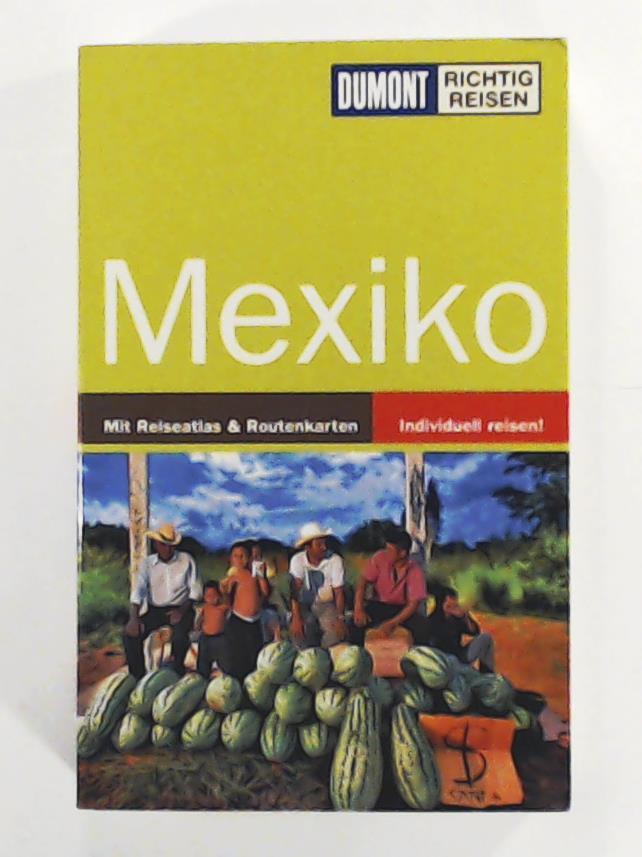 DUMONT
RICHTIG
REISEN
Mexiko
Mit Reiseatlas & Routenkarten
Individuell reisen!
$